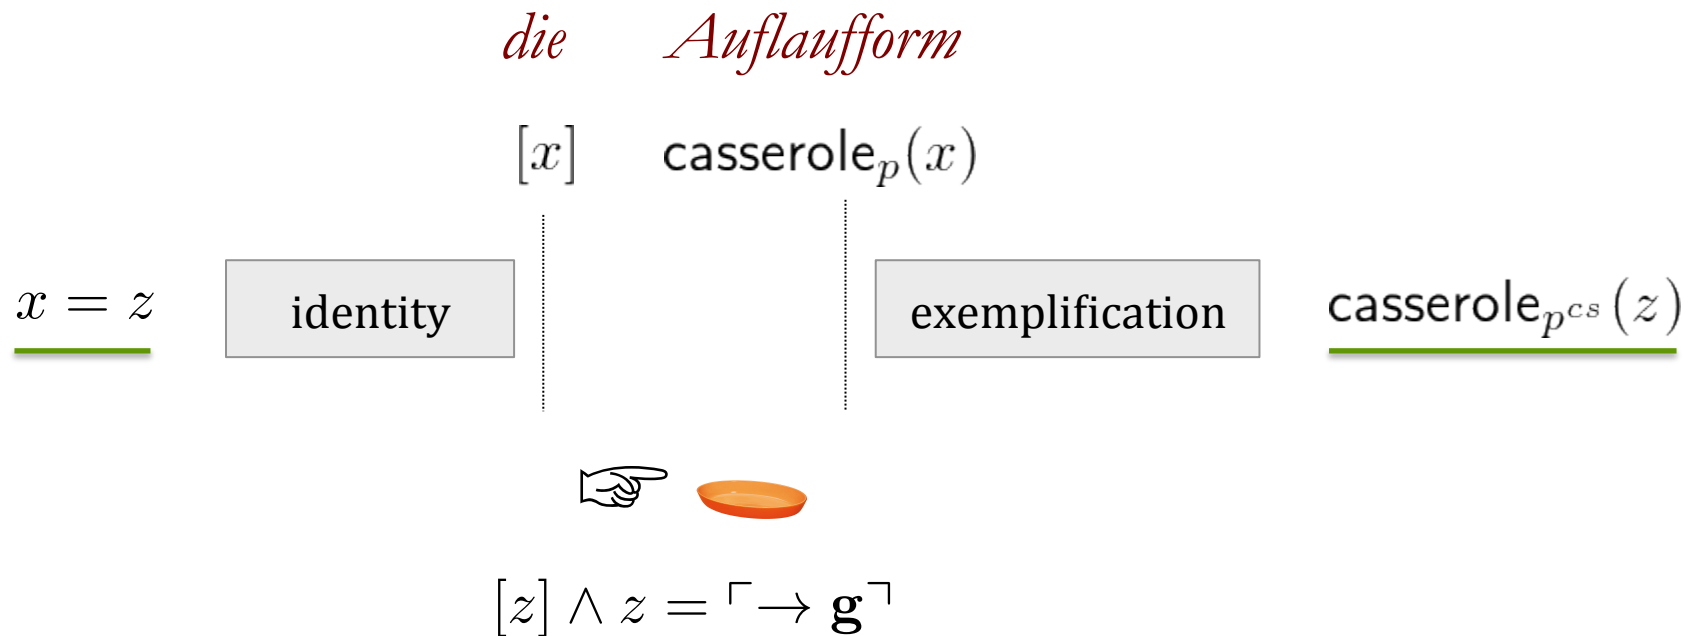 die Auflaufform
[x] casserole_p(x)
x = z identity exemplification casserole_{p^{cs}}(z)
[z] ∧ z = ⌜→ g⌝